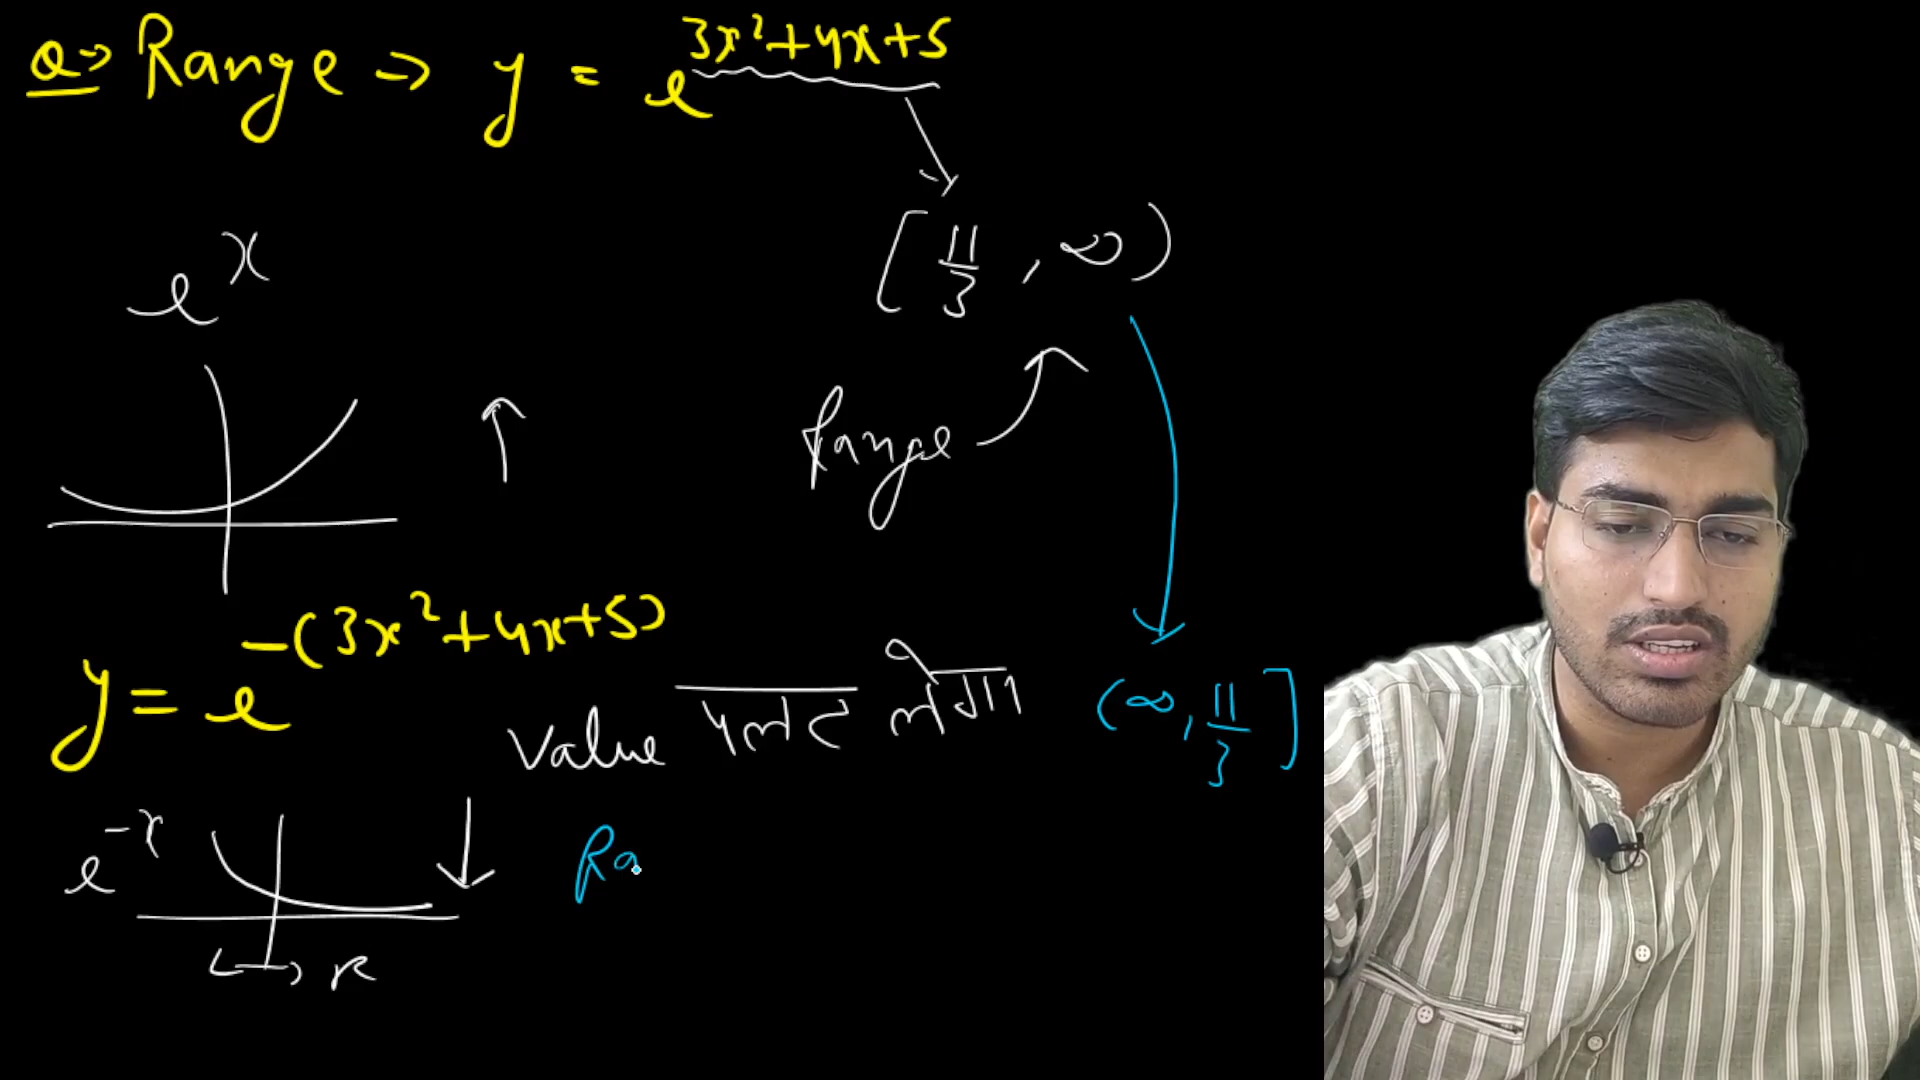 Q⇒ Range ⇒ y = e^{3x²+4x+5}
[11/3, ∞)
e^x
Range
y = e^{-(3x²+4x+5)}
Value पलट लेगा (∞, 11/3]
e^{-x}
Ra